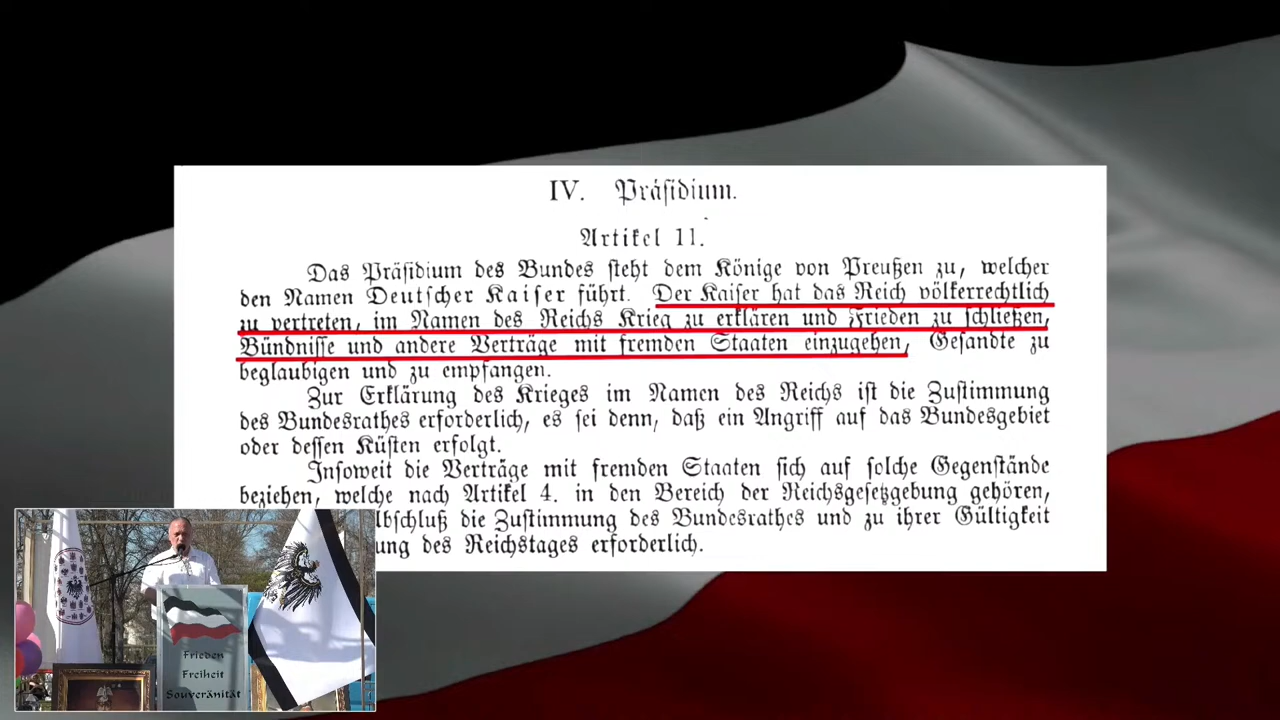 IV. Präsidium.
Artikel 11.
Das Präsidium des Bundes steht dem Könige von Preußen zu, welcher
den Namen Deutscher Kaiser führt. Der Kaiser hat das Reich völkerrechtlich
zu vertreten, im Namen des Reichs Krieg zu erklären und Frieden zu schließen,
Bündnisse und andere Verträge mit fremden Staaten einzugehen, Gesandte zu
beglaubigen und zu empfangen.
Zur Erklärung des Krieges im Namen des Reichs ist die Zustimmung
des Bundesrathes erforderlich, es sei denn, daß ein Angriff auf das Bundesgebiet
oder dessen Küsten erfolgt.
Insoweit die Verträge mit fremden Staaten sich auf solche Gegenstände
beziehen, welche nach Artikel 4. in den Bereich der Reichsgesetzgebung gehören,
bschluß die Zustimmung des Bundesrathes und zu ihrer Gültigkeit
ung des Reichstages erforderlich.
Frieden
Freiheit
Souveränität